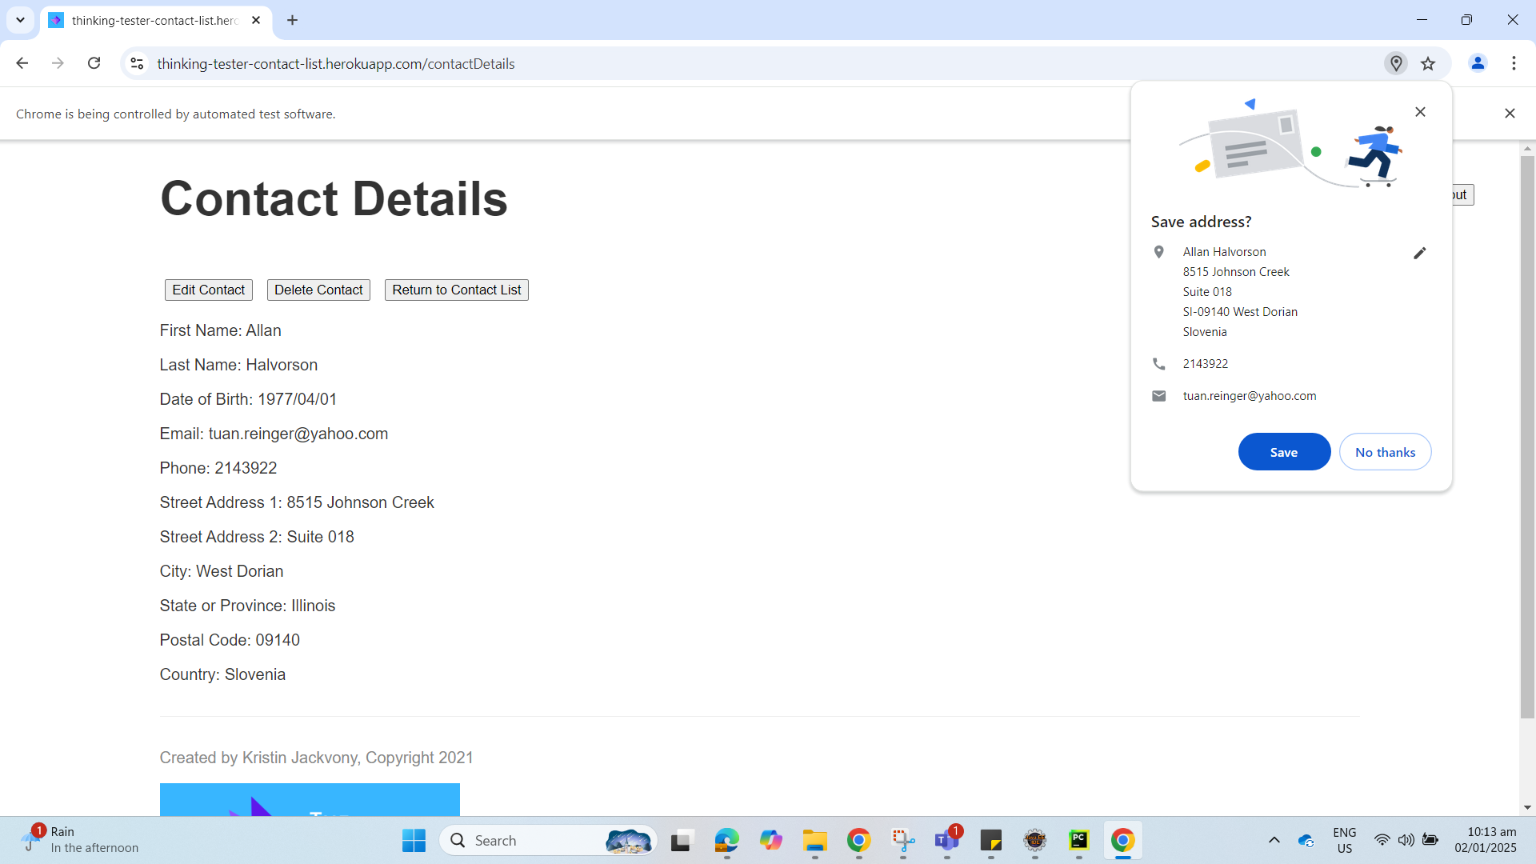 thinking-tester-contact-list.herc
thinking-tester-contact-list.herokuapp.com/contactDetails
Chrome is being controlled by automated test software.
Contact Details
out
Edit Contact
Delete Contact
Return to Contact List
First Name: Allan
Last Name: Halvorson
Date of Birth: 1977/04/01
Email: tuan.reinger@yahoo.com
Phone: 2143922
Street Address 1: 8515 Johnson Creek
Street Address 2: Suite 018
City: West Dorian
State or Province: Illinois
Postal Code: 09140
Country: Slovenia
Created by Kristin Jackvony, Copyright 2021
Save address?
Allan Halvorson
8515 Johnson Creek
Suite 018
SI-09140 West Dorian
Slovenia
2143922
tuan.reinger@yahoo.com
Save
No thanks
1
Rain
In the afternoon
Search
1
PC
ENG
US
10:13 am
02/01/2025